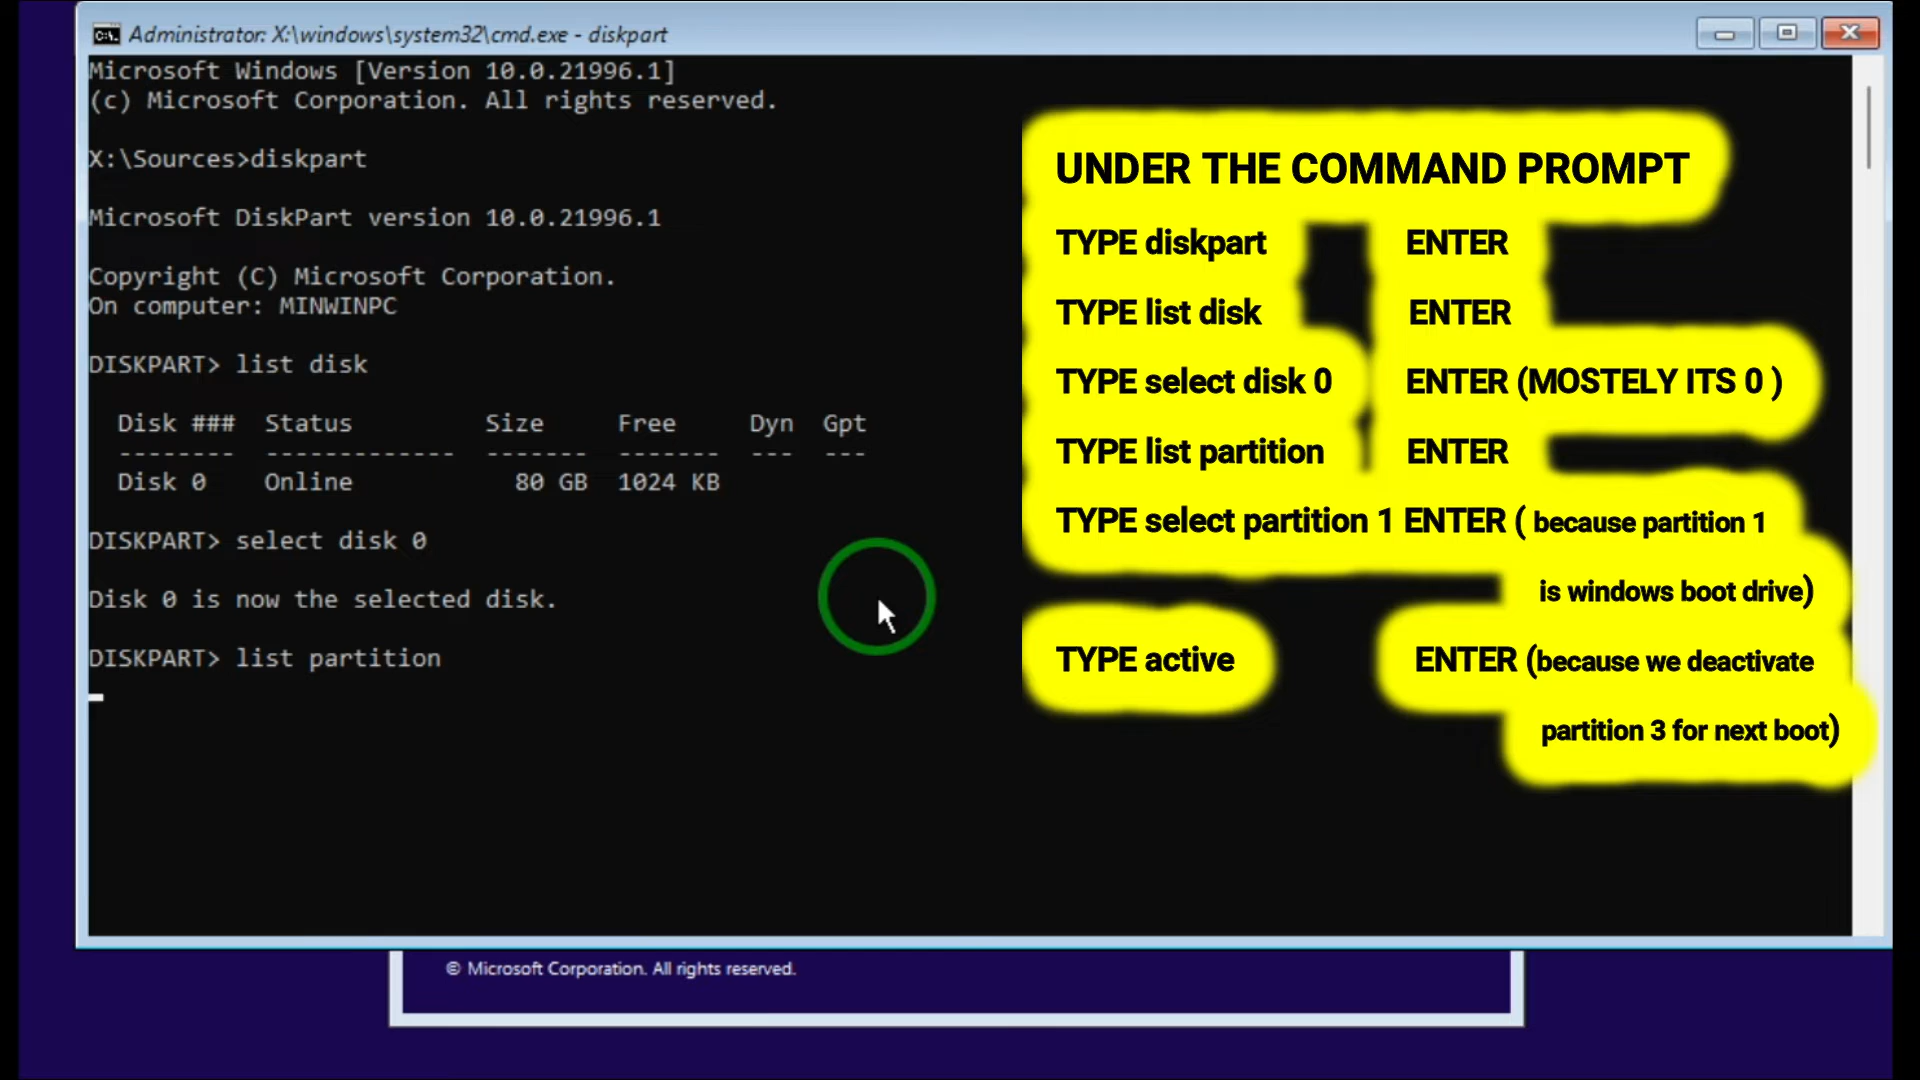 Administrator: X:\windows\system32\cmd.exe - diskpart
Microsoft Windows [Version 10.0.21996.1]
(c) Microsoft Corporation. All rights reserved.
X:\Sources>diskpart
Microsoft DiskPart version 10.0.21996.1
Copyright (C) Microsoft Corporation.
On computer: MINWINPC
DISKPART> list disk
Disk ### Status Size Free Dyn Gpt
-------- ------------- ------- ------- --- ---
Disk 0 Online 80 GB 1024 KB
DISKPART> select disk 0
Disk 0 is now the selected disk.
DISKPART> list partition
UNDER THE COMMAND PROMPT
TYPE diskpart ENTER
TYPE list disk ENTER
TYPE select disk 0 ENTER (MOSTELY ITS 0 )
TYPE list partition ENTER
TYPE select partition 1 ENTER ( because partition 1
is windows boot drive)
TYPE active ENTER (because we deactivate
partition 3 for next boot)
© Microsoft Corporation. All rights reserved.